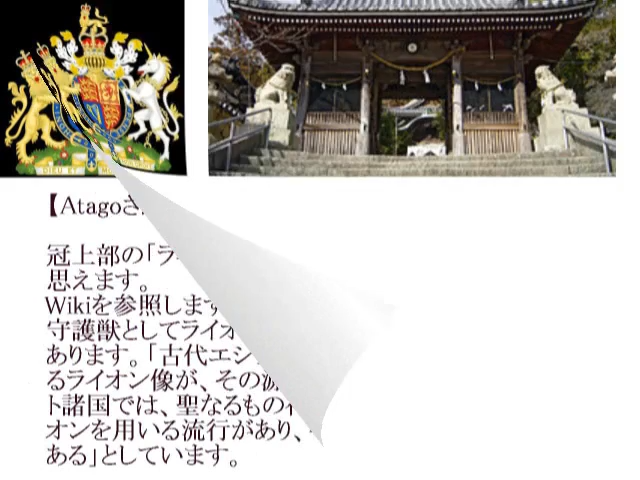 DIEU ET
【Atagoさ
冠上部の「ラ
思えます。
Wikiを参照します
守護獣としてライオ
あります。「古代エジ
るライオン像が、その源
ト諸国では、聖なるもの
オンを用いる流行があり、
ある」としています。